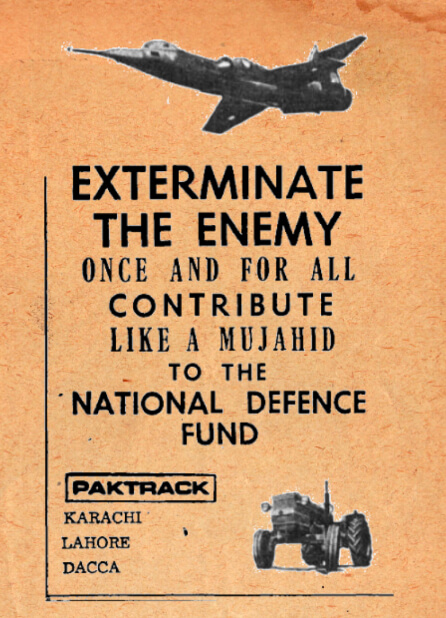 EXTERMINATE
THE ENEMY
ONCE AND FOR ALL
CONTRIBUTE
LIKE A MUJAHID
TO THE
NATIONAL DEFENCE
FUND
PAKTRACK
KARACHI
LAHORE
DACCA